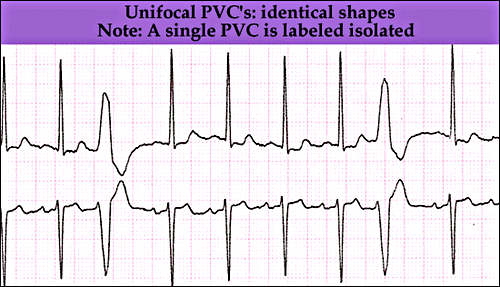 Unifocal PVC's: identical shapes
Note: A single PVC is labeled isolated